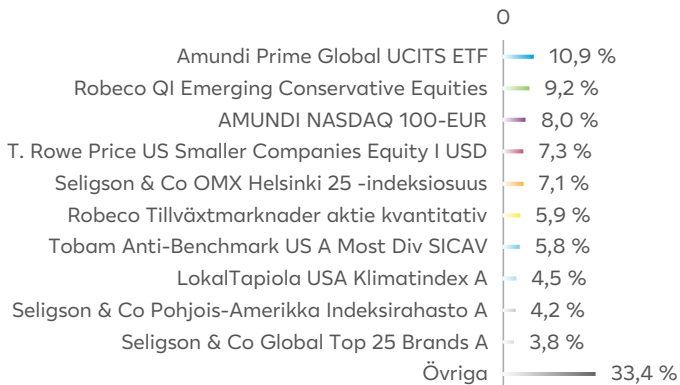 0
Amundi Prime Global UCITS ETF 10,9 %
Robeco QI Emerging Conservative Equities 9,2 %
AMUNDI NASDAQ 100-EUR 8,0 %
T. Rowe Price US Smaller Companies Equity I USD 7,3 %
Seligson & Co OMX Helsinki 25 -indeksiosuus 7,1 %
Robeco Tillväxtmarknader aktie kvantitativ 5,9 %
Tobam Anti-Benchmark US A Most Div SICAV 5,8 %
LokalTapiola USA Klimatindex A 4,5 %
Seligson & Co Pohjois-Amerikka Indeksirahasto A 4,2 %
Seligson & Co Global Top 25 Brands A 3,8 %
Övriga 33,4 %